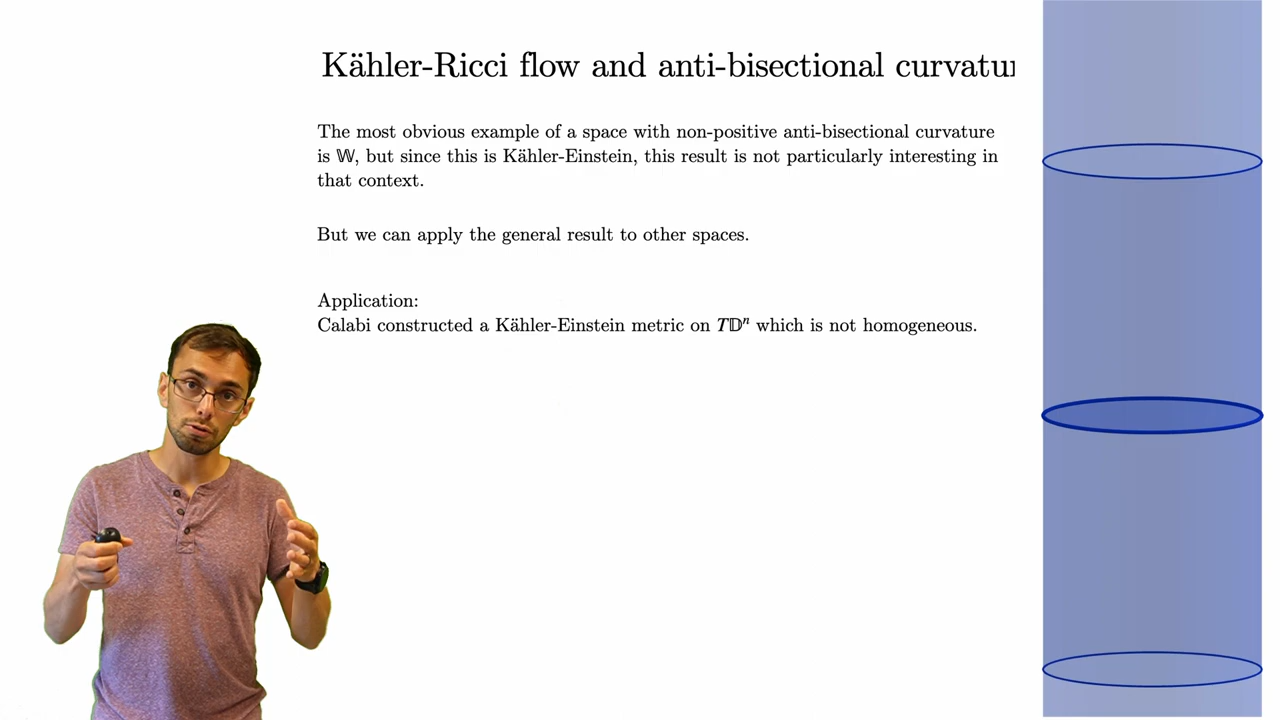 Kähler-Ricci flow and anti-bisectional curvatur
The most obvious example of a space with non-positive anti-bisectional curvature
is 𝕎, but since this is Kähler-Einstein, this result is not particularly interesting in
that context.
But we can apply the general result to other spaces.
Application:
Calabi constructed a Kähler-Einstein metric on T𝔻ⁿ which is not homogeneous.